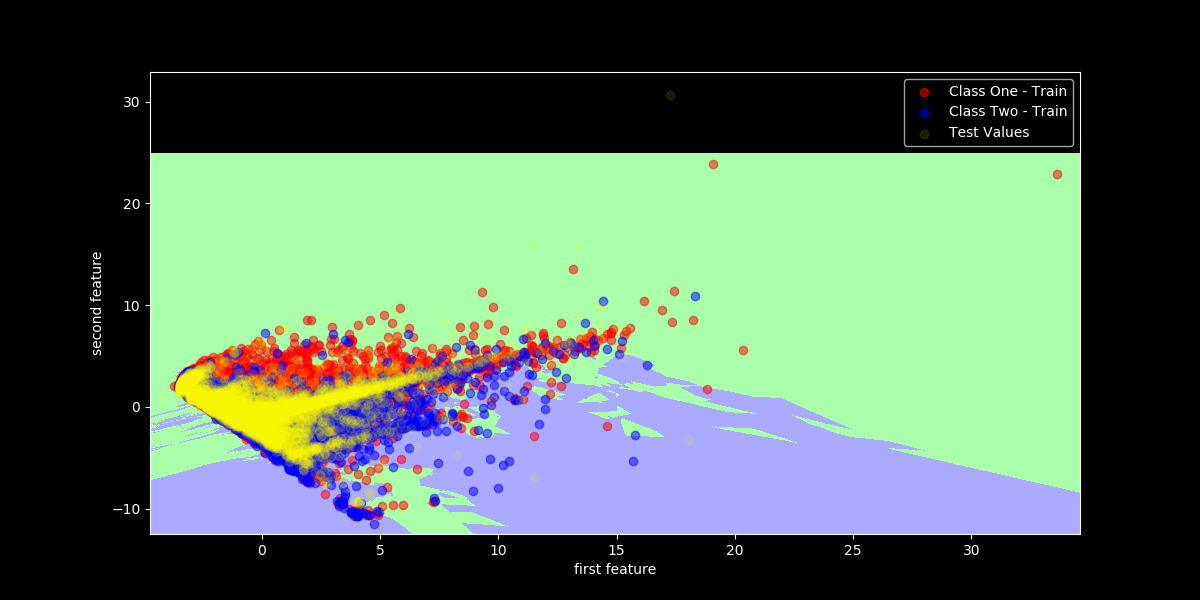 Class One - Train
Class Two - Train
Test Values
30
20
10
0
−10
second feature
0
5
10
15
20
25
30
first feature